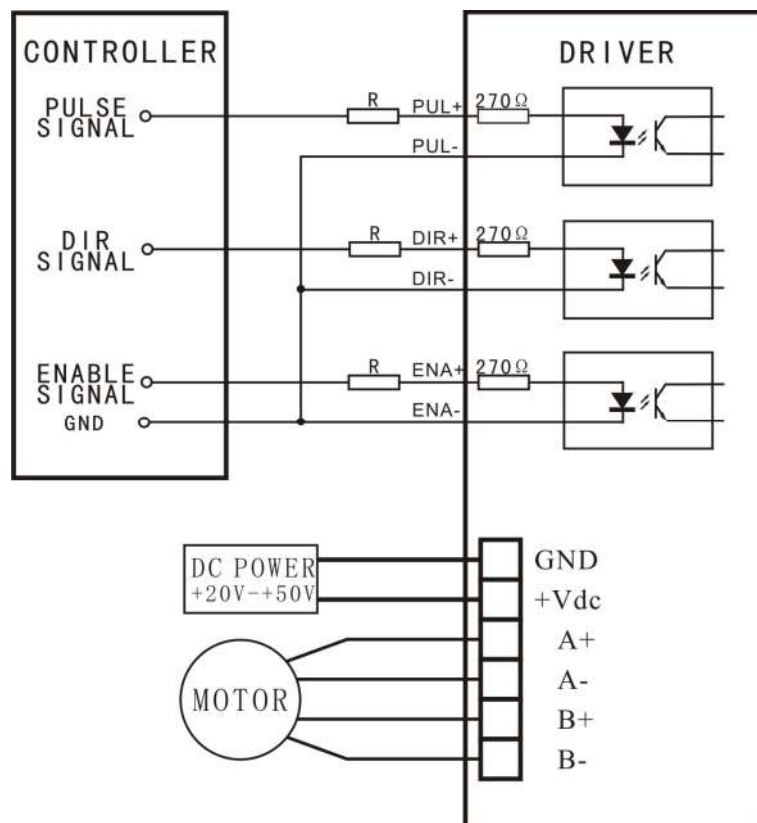 CONTROLLER
DRIVER
PULSE
SIGNAL
R
PUL+
270Ω
PUL-
DIR
SIGNAL
R
DIR+
270Ω
DIR-
ENABLE
SIGNAL
R
ENA+
270Ω
GND
ENA-
DC POWER
+20V-+50V
GND
+Vdc
A+
MOTOR
A-
B+
B-